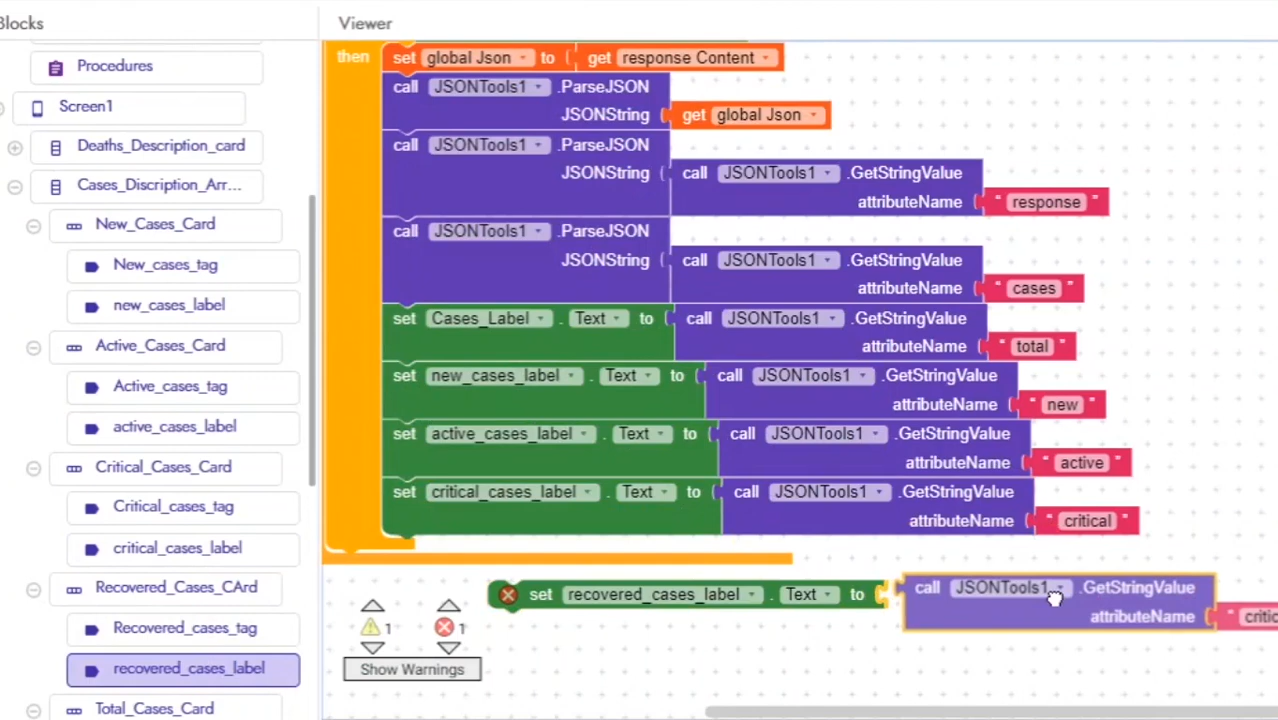 Blocks
Viewer
Procedures
Screen1
Deaths_Description_card
Cases_Discription_Arr...
New_Cases_Card
New_cases_tag
new_cases_label
Active_Cases_Card
Active_cases_tag
active_cases_label
Critical_Cases_Card
Critical_cases_tag
critical_cases_label
Recovered_Cases_CArd
Recovered_cases_tag
recovered_cases_label
Total_Cases_Card
then set global Json to get response Content
call JSONTools1 .ParseJSON
JSONString get global Json
call JSONTools1 .ParseJSON
JSONString call JSONTools1 .GetStringValue
attributeName " response "
call JSONTools1 .ParseJSON
JSONString call JSONTools1 .GetStringValue
attributeName " cases "
set Cases_Label . Text to call JSONTools1 .GetStringValue
attributeName " total "
set new_cases_label . Text to call JSONTools1 .GetStringValue
attributeName " new "
set active_cases_label . Text to call JSONTools1 .GetStringValue
attributeName " active "
set critical_cases_label . Text to call JSONTools1 .GetStringValue
attributeName " critical "
set recovered_cases_label . Text to call JSONTools1 .GetStringValue
attributeName " critic
1 1
Show Warnings